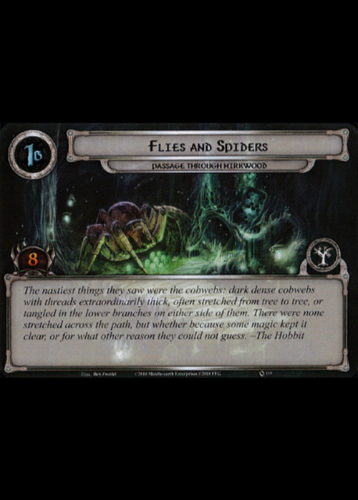 1B
FLIES AND SPIDERS
PASSAGE THROUGH MIRKWOOD
8
The nastiest things they saw were the cobwebs: dark dense cobwebs
with threads extraordinarily thick, often stretched from tree to tree, or
tangled in the lower branches on either side of them. There were
none stretched across the path, but whether because some magic kept it
clear, or for what other reason they could not guess. –The Hobbit